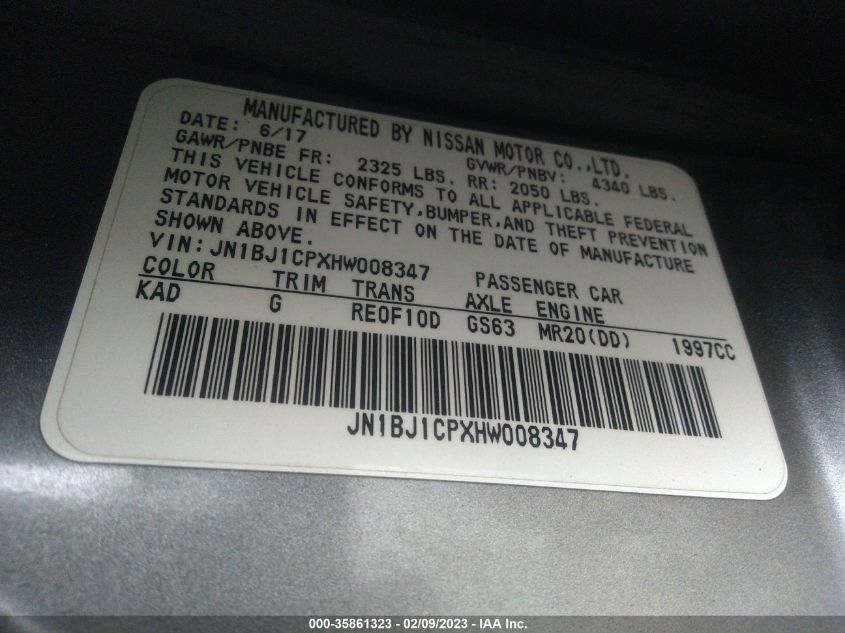 MANUFACTURED BY NISSAN MOTOR CO.,LTD.
DATE: 6/17 GVWR/PNBV: 4340 LBS.
GAWR/PNBE FR: 2325 LBS. RR: 2050 LBS.
THIS VEHICLE CONFORMS TO ALL APPLICABLE FEDERAL
MOTOR VEHICLE SAFETY,BUMPER,AND THEFT PREVENTION
STANDARDS IN EFFECT ON THE DATE OF MANUFACTURE
SHOWN ABOVE.
VIN:JN1BJ1CPXHW008347 PASSENGER CAR
COLOR TRIM TRANS AXLE ENGINE
KAD G RE0F10D GS63 MR20(DD) 1997CC
JN1BJ1CPXHW008347
000-35861323 - 02/09/2023 - IAA Inc.